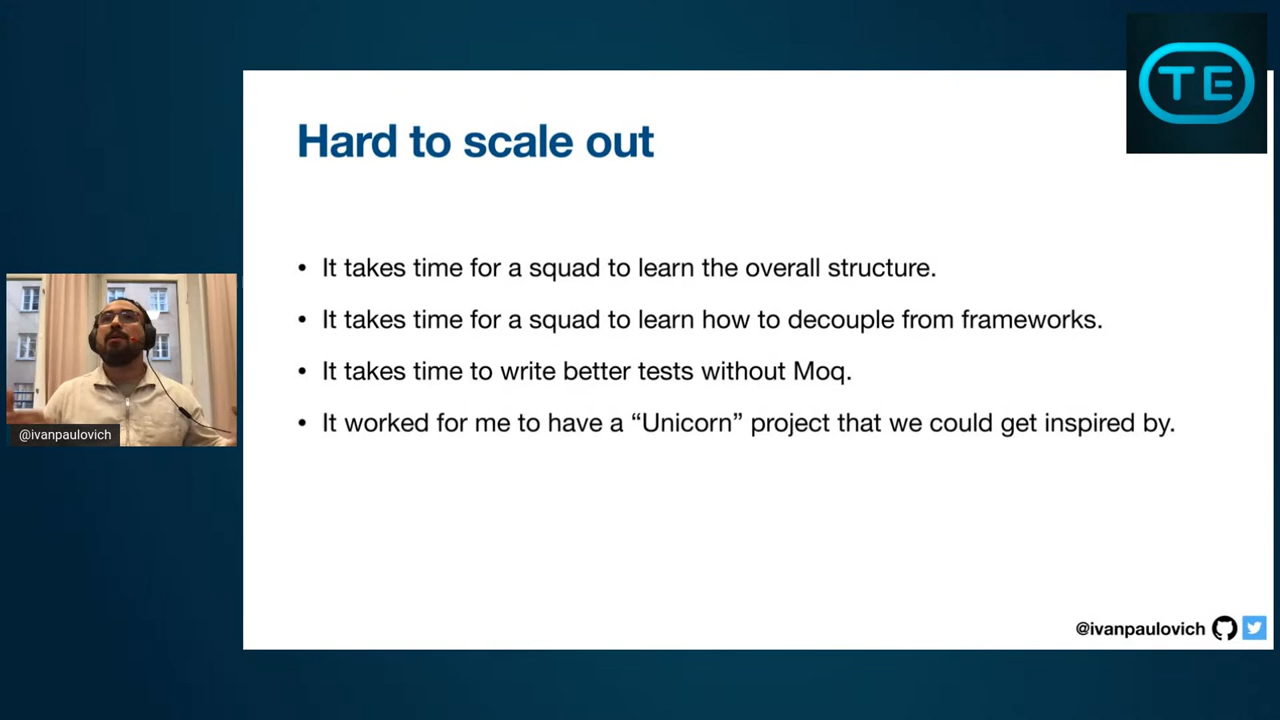 TE
Hard to scale out
• It takes time for a squad to learn the overall structure.
• It takes time for a squad to learn how to decouple from frameworks.
• It takes time to write better tests without Moq.
• It worked for me to have a “Unicorn” project that we could get inspired by.
@ivanpaulovich
@ivanpaulovich